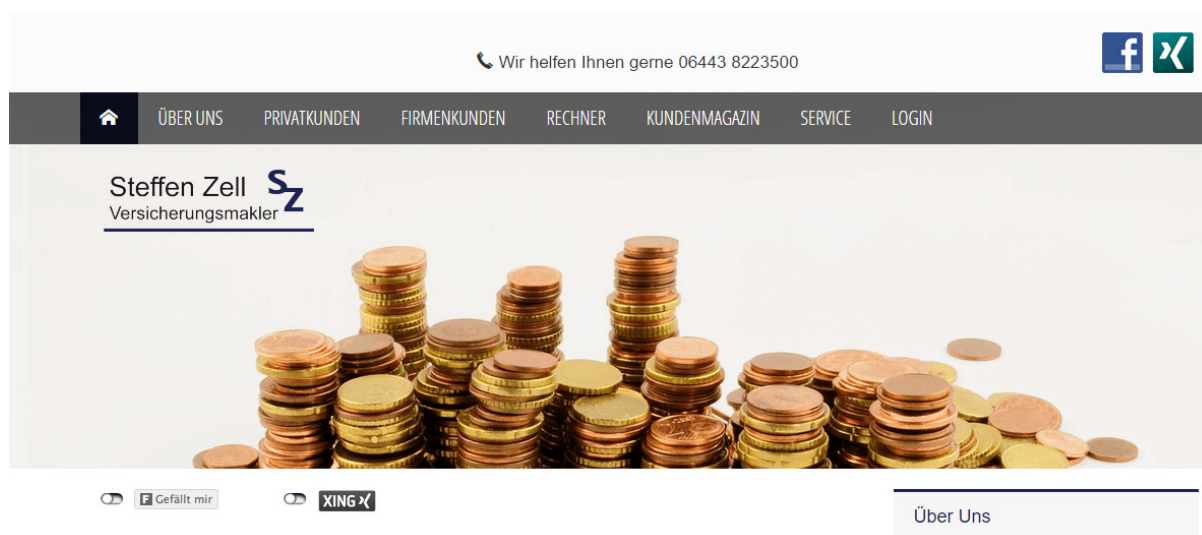 Wir helfen Ihnen gerne 06443 8223500
ÜBER UNS PRIVATKUNDEN FIRMENKUNDEN RECHNER KUNDENMAGAZIN SERVICE LOGIN
Steffen Zell SZ
Versicherungsmakler
Gefällt mir XING
Über Uns